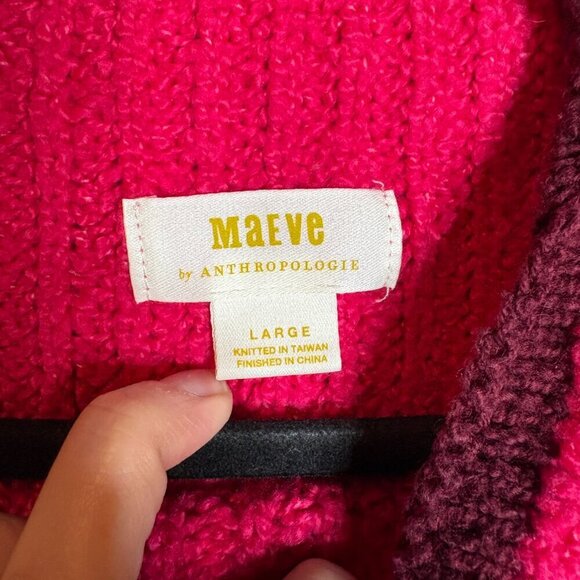 MaEve
by ANTHROPOLOGIE
LARGE
KNITTED IN TAIWAN
FINISHED IN CHINA